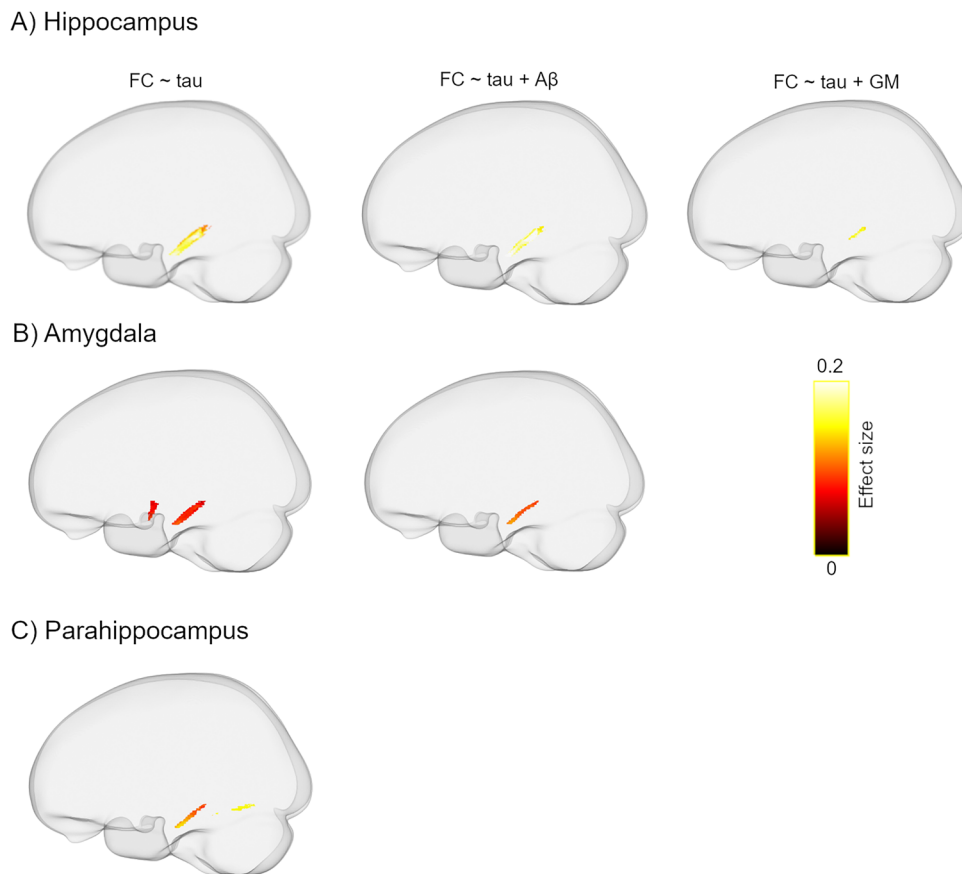 A) Hippocampus
FC ~ tau
FC ~ tau + Aβ
FC ~ tau + GM
B) Amygdala
0.2
Effect size
0
C) Parahippocampus